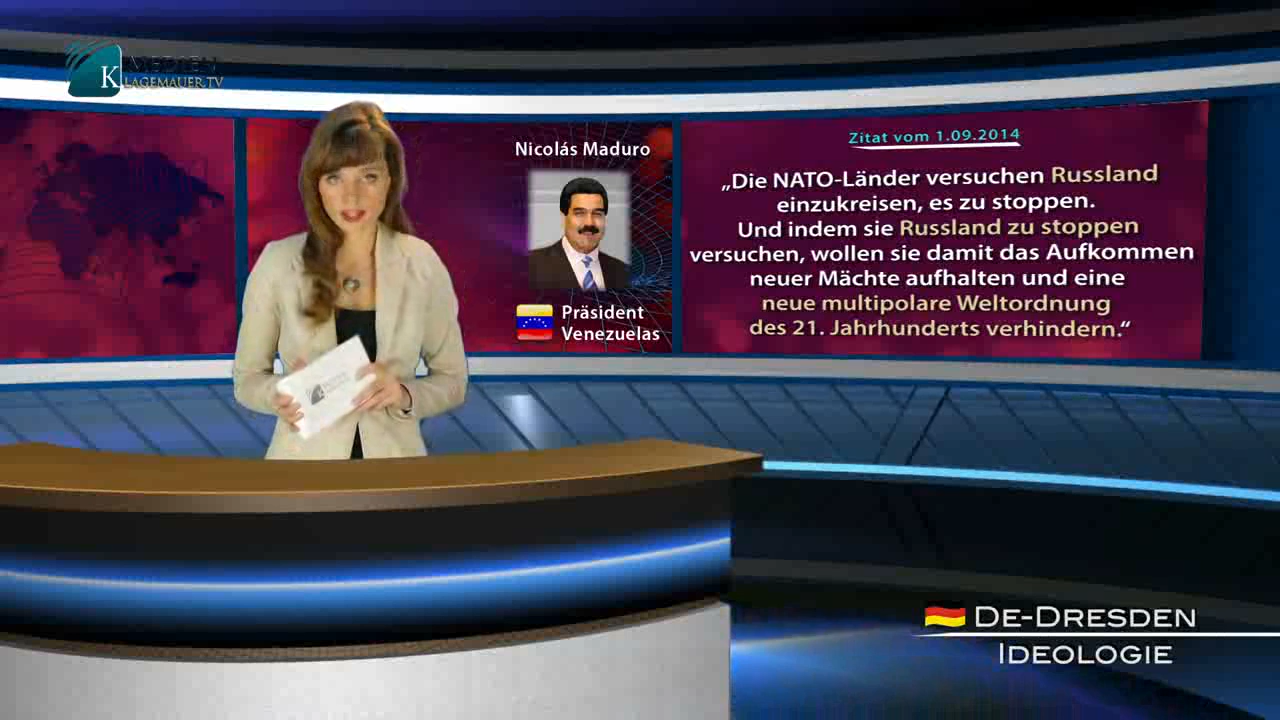 MEDIEN
KLAGEMAUER.TV
Nicolás Maduro
Präsident
Venezuelas
Zitat vom 1.09.2014
„Die NATO-Länder versuchen Russland
einzukreisen, es zu stoppen.
Und indem sie Russland zu stoppen
versuchen, wollen sie damit das Aufkommen
neuer Mächte aufhalten und eine
neue multipolare Weltordnung
des 21. Jahrhunderts verhindern.“
DE-DRESDEN
IDEOLOGIE